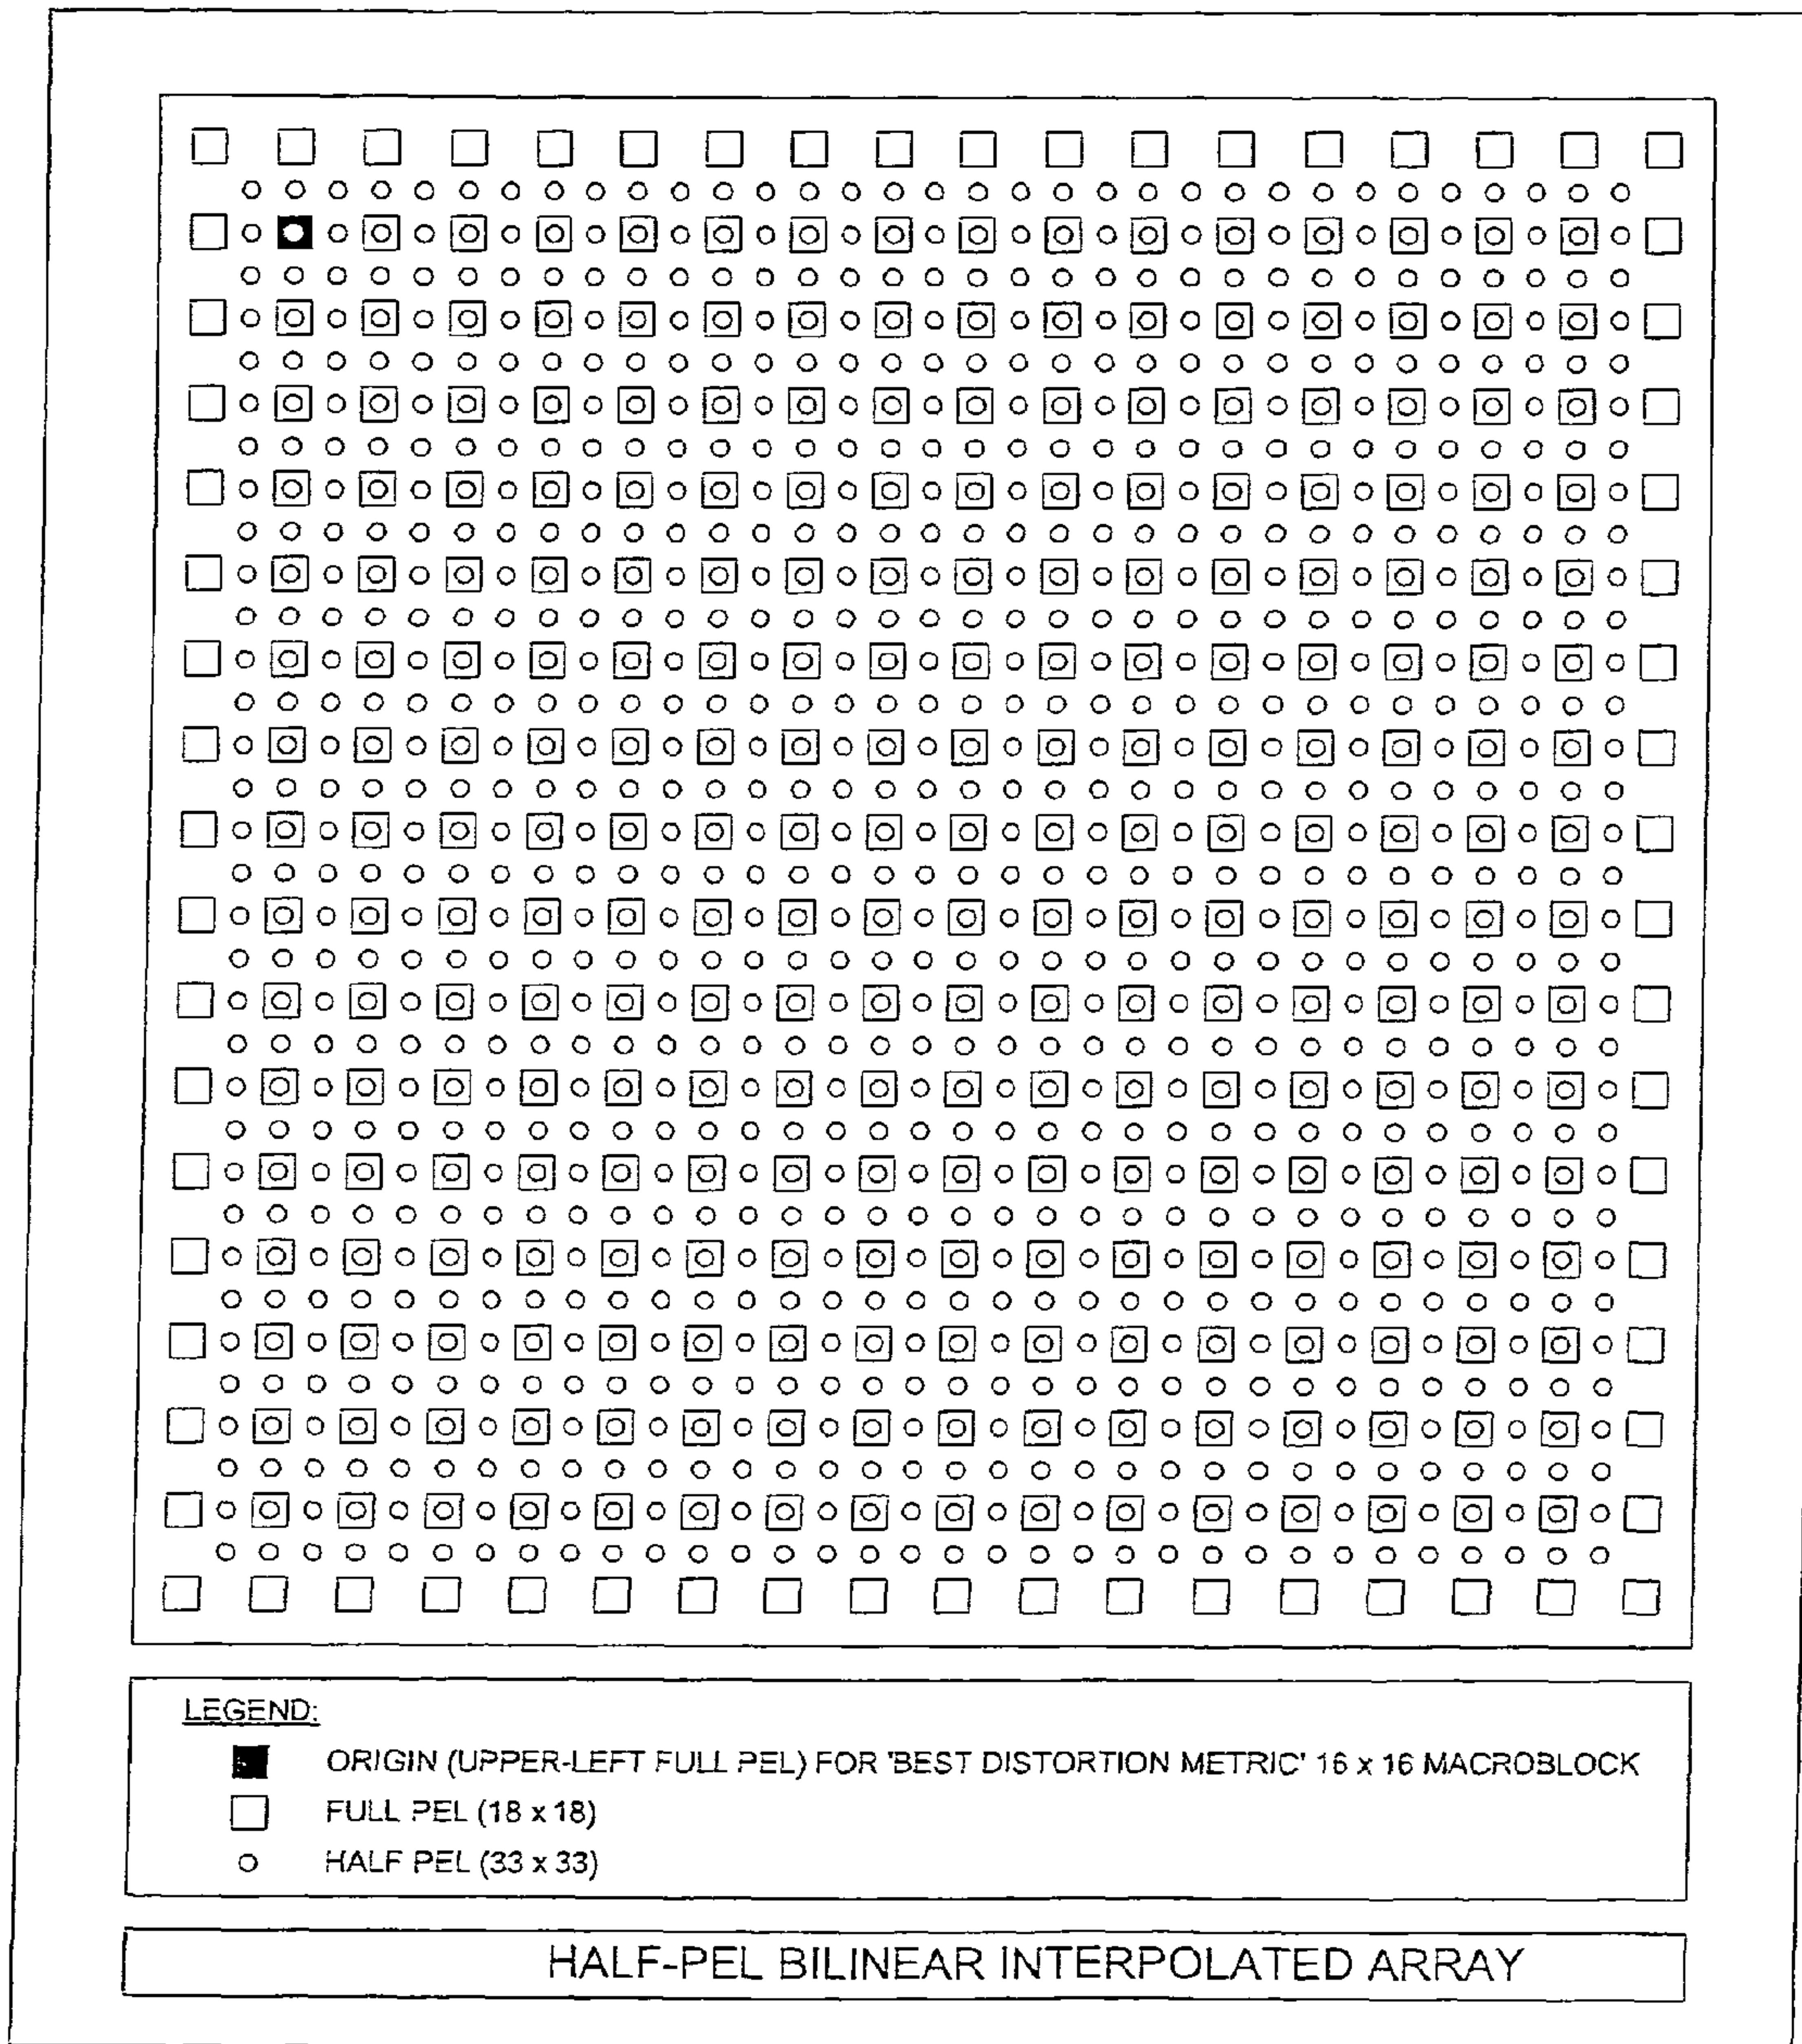 LEGEND:
ORIGIN (UPPER-LEFT FULL PEL) FOR 'BEST DISTORTION METRIC' 16 x 16 MACROBLOCK
FULL PEL (18 x 18)
HALF PEL (33 x 33)
HALF-PEL BILINEAR INTERPOLATED ARRAY